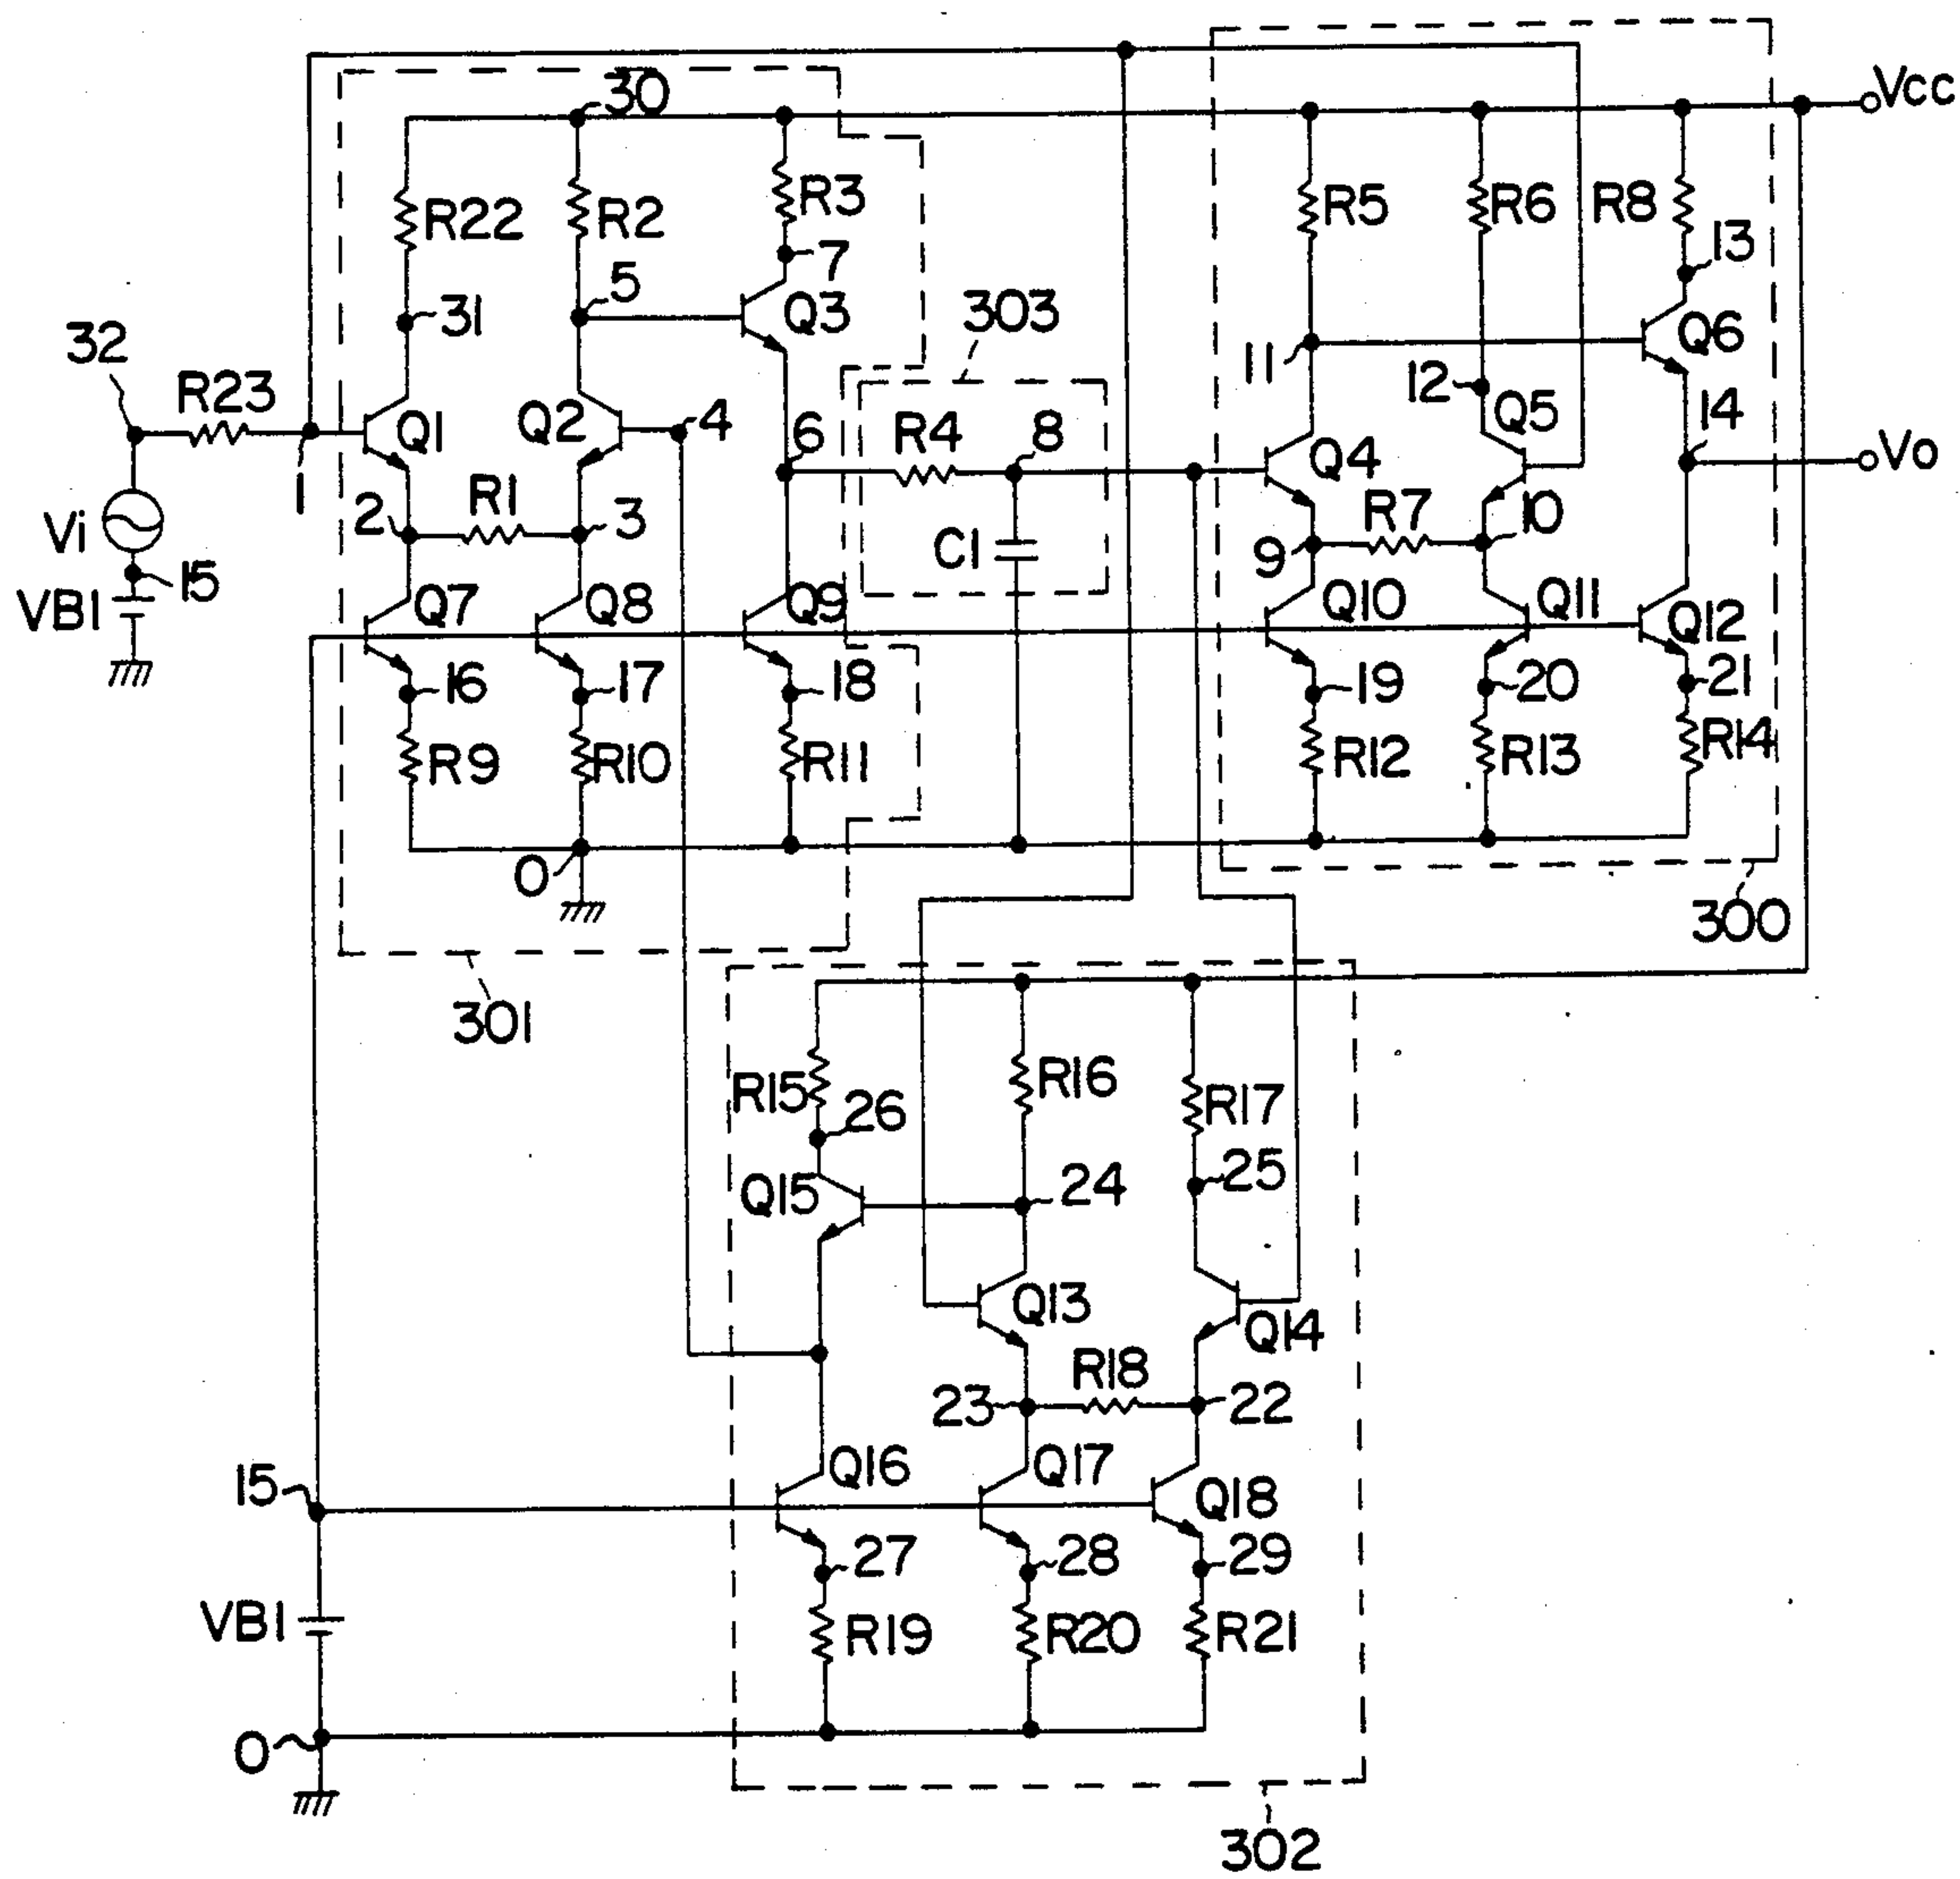 30
Vcc
R22
R2
R3
R5
R6
R8
7
13
5
31
Q3
303
Q6
32
11
12
R23
Q1
Q2
4
6
R4
8
Q4
Q5
14
Vo
1
2
R1
3
R7
10
Vi
15
C1
9
VB1
Q7
Q8
Q9
Q10
Q11
Q12
16
17
18
19
20
21
R9
R10
R11
R12
R13
R14
0
300
301
R15
R16
R17
26
25
Q15
24
Q13
Q14
R18
23
22
15
Q16
Q17
Q18
27
28
29
VB1
R19
R20
R21
0
302